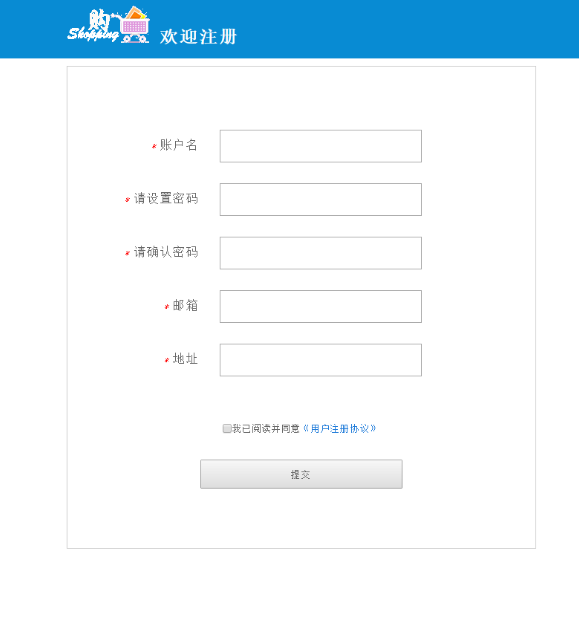 购
Shopping 欢迎注册
* 账户名
* 请设置密码
* 请确认密码
* 邮箱
* 地址
我已阅读并同意《用户注册协议》
提交